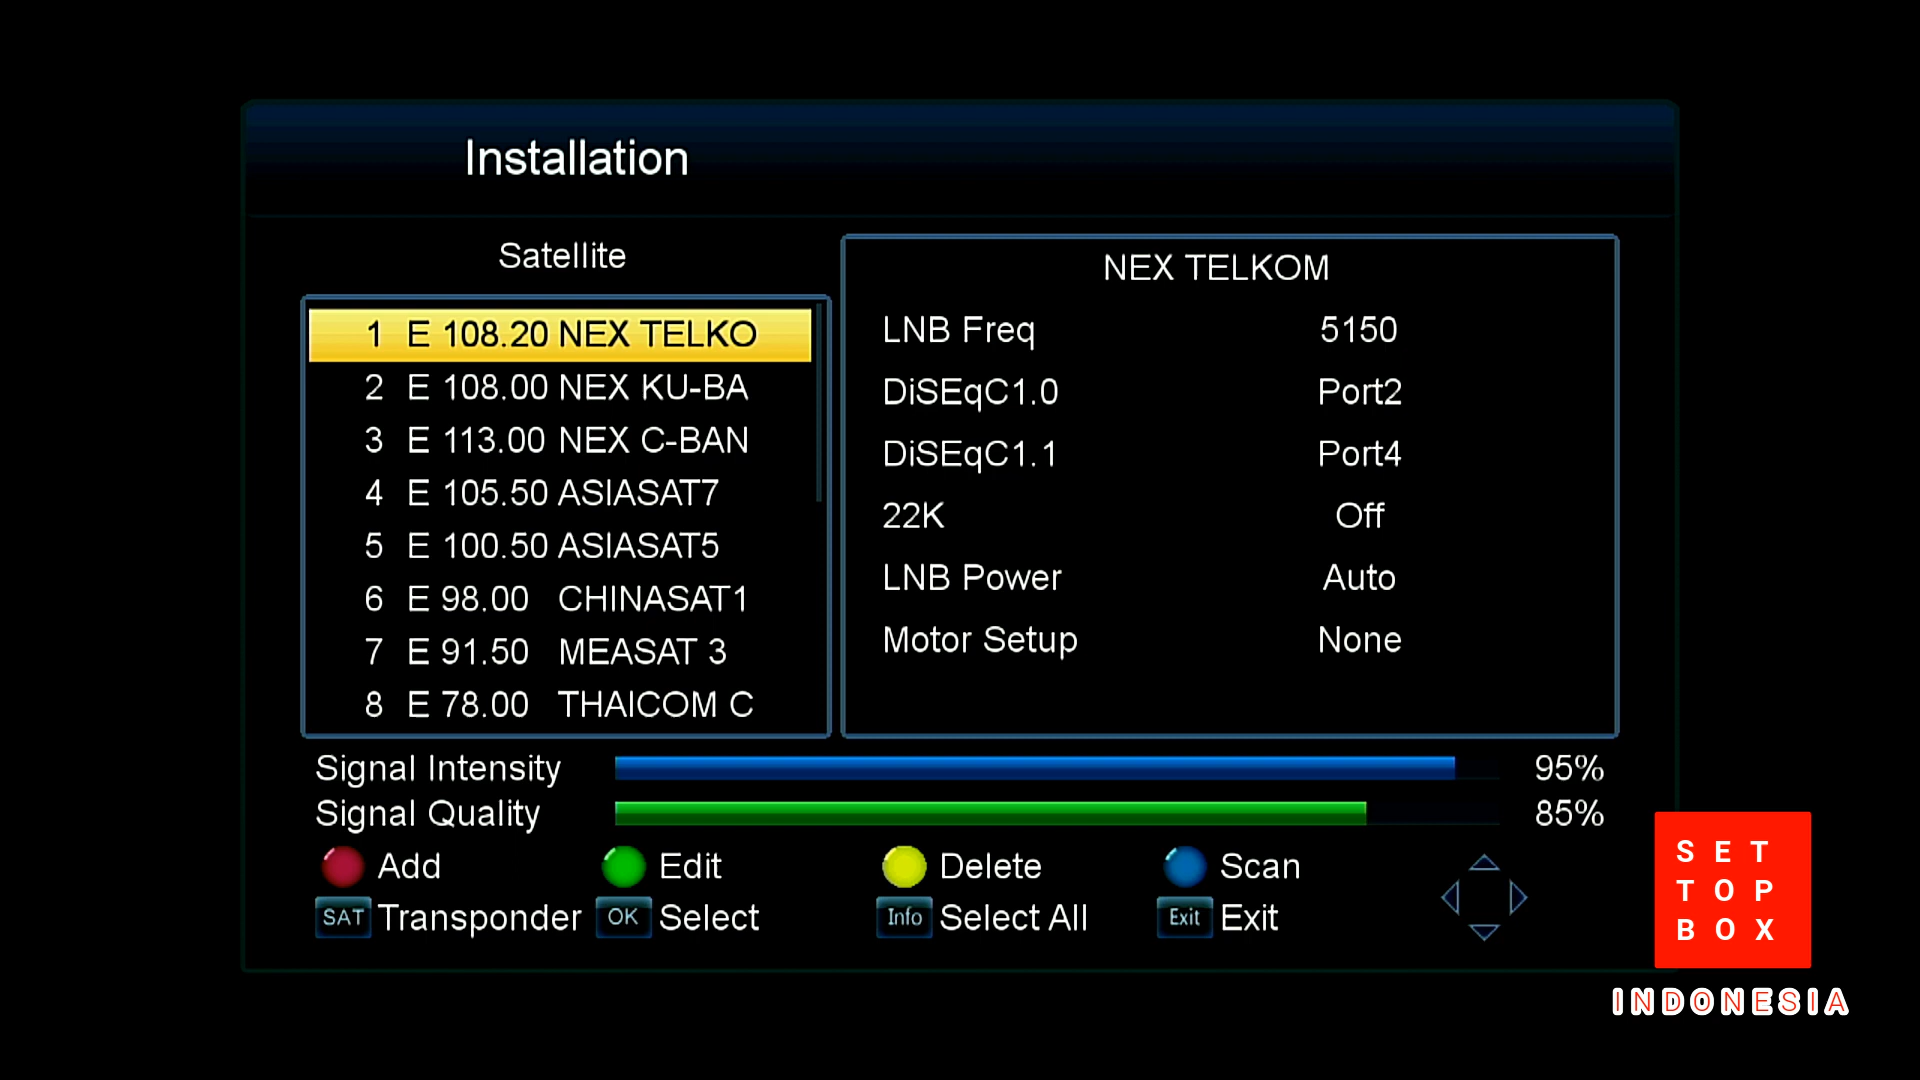 Installation
Satellite
1 E 108.20 NEX TELKO
2 E 108.00 NEX KU-BA
3 E 113.00 NEX C-BAN
4 E 105.50 ASIASAT7
5 E 100.50 ASIASAT5
6 E 98.00 CHINASAT1
7 E 91.50 MEASAT 3
8 E 78.00 THAICOM C
NEX TELKOM
LNB Freq 5150
DiSEqC1.0 Port2
DiSEqC1.1 Port4
22K Off
LNB Power Auto
Motor Setup None
Signal Intensity 95%
Signal Quality 85%
Add Edit Delete Scan
SAT Transponder OK Select Info Select All Exit Exit
SET
TOP
BOX
INDONESIA